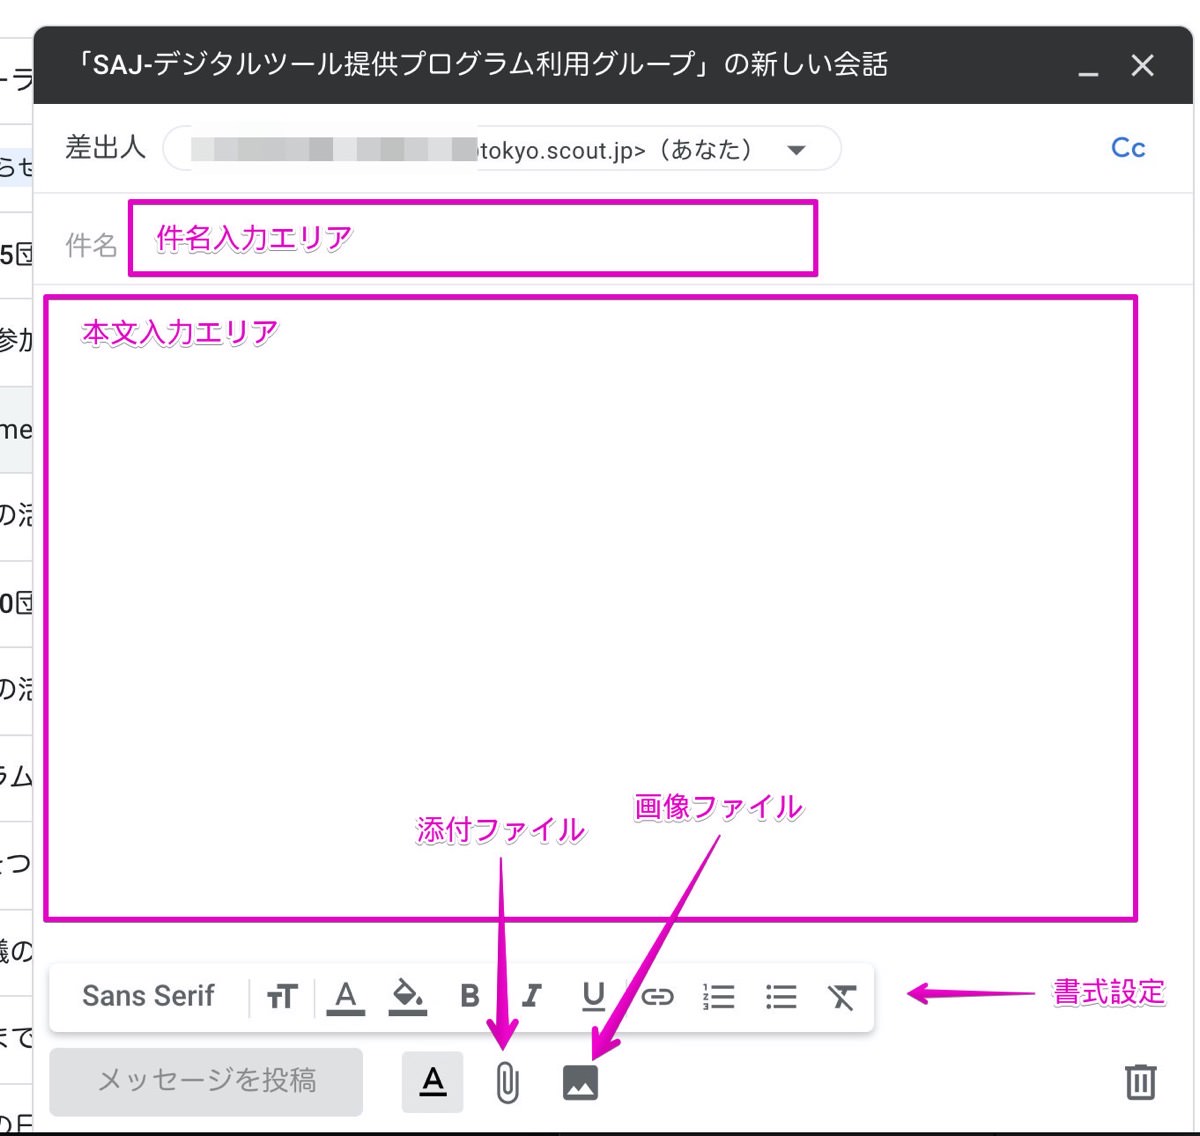 「SAJ-デジタルツール提供プログラム利用グループ」の新しい会話
差出人 tokyo.scout.jp>（あなた） Cc
件名 件名入力エリア
本文入力エリア
画像ファイル
添付ファイル
Sans Serif TT A B I U 書式設定
メッセージを投稿 A
ーラ
らせ
5団
参加
me
の活
0団
の活
ラム
をつ
議の
まで
の日